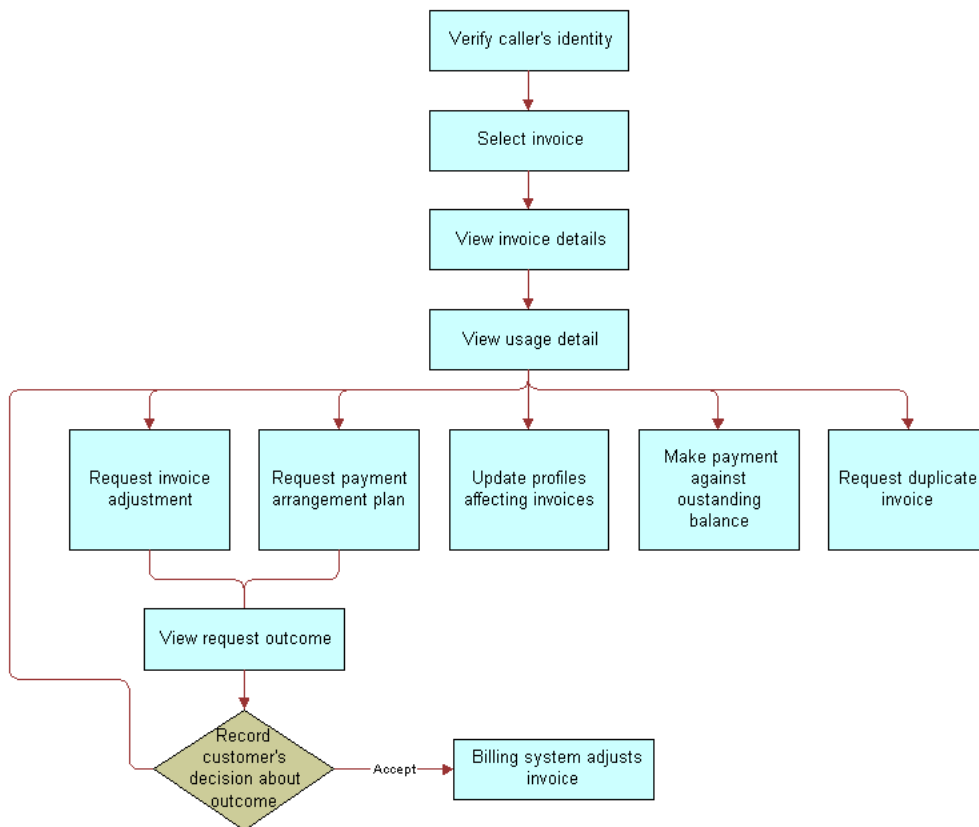 Verify caller's identity
Select invoice
View invoice details
View usage detail
Request invoice
adjustment
Request payment
arrangement plan
Update profiles
affecting invoices
Make payment
against
oustanding
balance
Request duplicate
invoice
View request outcome
Record
customer's
decision about
outcome
Accept
Billing system adjusts
invoice